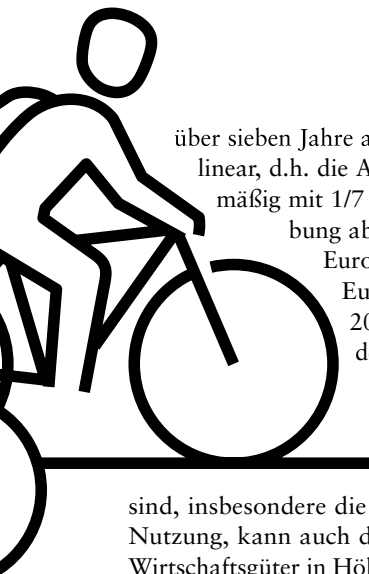 über sieben Jahre a
linear, d.h. die A
mäßig mit 1/7
bung ab
Euro
Eu
20
d
sind, insbesondere die
Nutzung, kann auch d
Wirtschaftsgüter in Höh